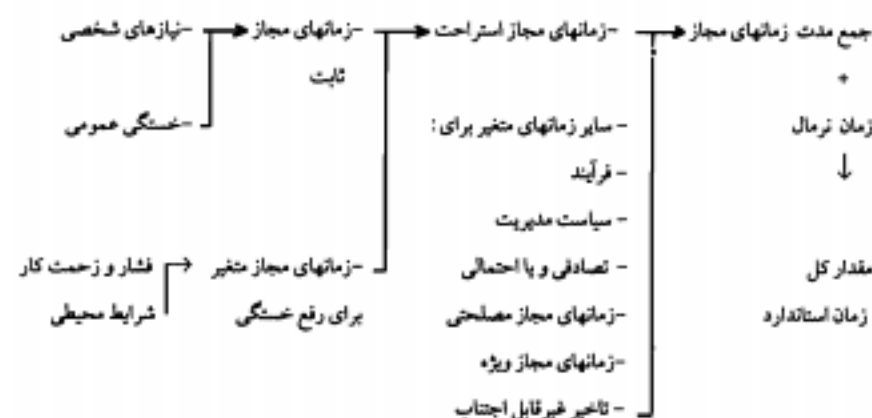 جمع مدت زمانهای مجاز
+
زمان نرمال
↓
مقدار کل
زمان استاندارد
-زمانهای مجاز استراحت
- سایر زمانهای متغیر برای :
- فرآیند
- سیاست مدیریت
- تصادفی و یا احتمالی
-زمانهای مجاز مصلحتی
-زمانهای مجاز ویژه
- تاخیر غیرقابل اجتناب
-زمانهای مجاز
ثابت
-زمانهای مجاز متغیر
برای رفع خستگی
-نیازهای شخصی
-خستگی عمومی
فشار و زحمت کار
شرایط محیطی